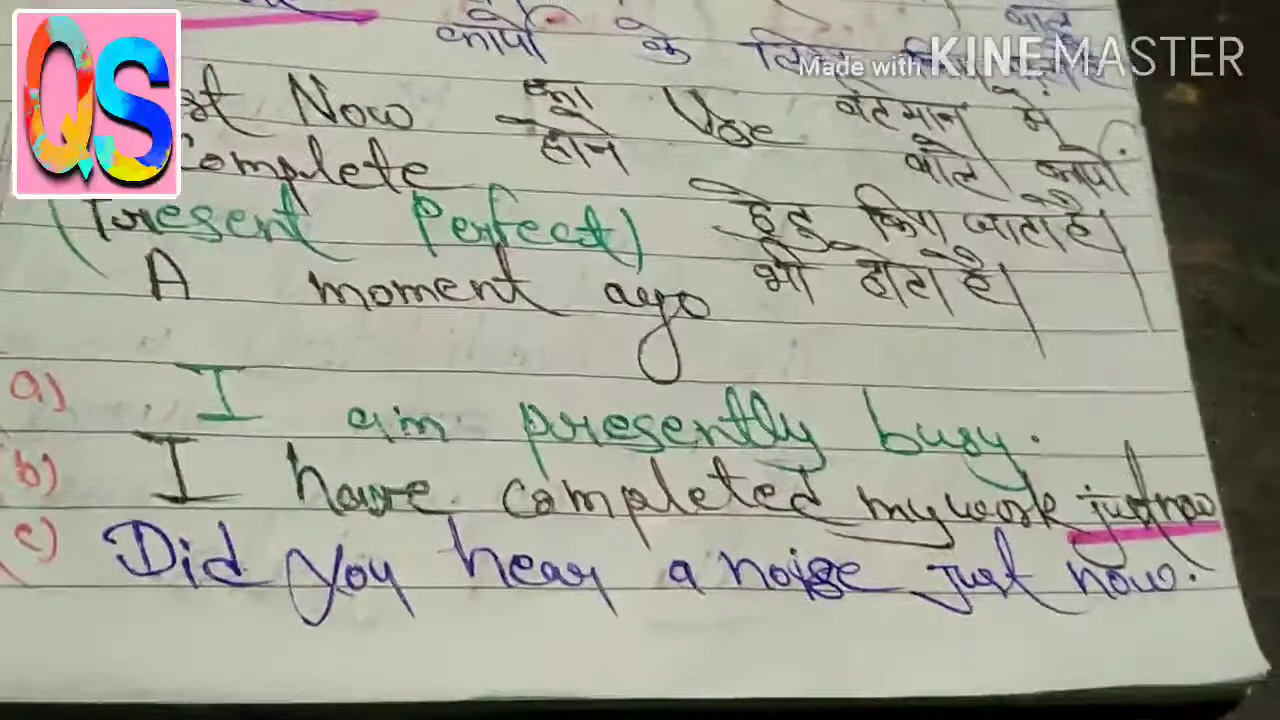 कार्यो के लिए
वाले
Made with KINEMASTER
QS
st Now का Use वर्तमान में
Complete होने वाले कार्यो
(Present Perfect) हेतु किया जाता है।
A moment ago भी होता है।
a) I am presently busy.
b) I have completed my work just now
c) Did you hear a noise just now.